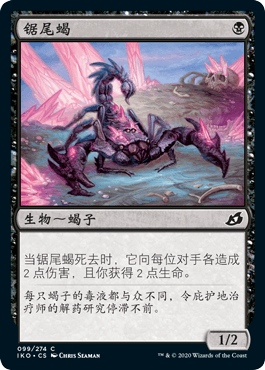 锯尾蝎
生物～蝎子
当锯尾蝎死去时，它向每位对手各造成
2点伤害，且你获得2点生命。
每只蝎子的毒液都与众不同，令庇护地治
疗师的解药研究停滞不前。
1/2
099/274 C
IKO • CS Chris Seaman
™ & © 2020 Wizards of the Coast